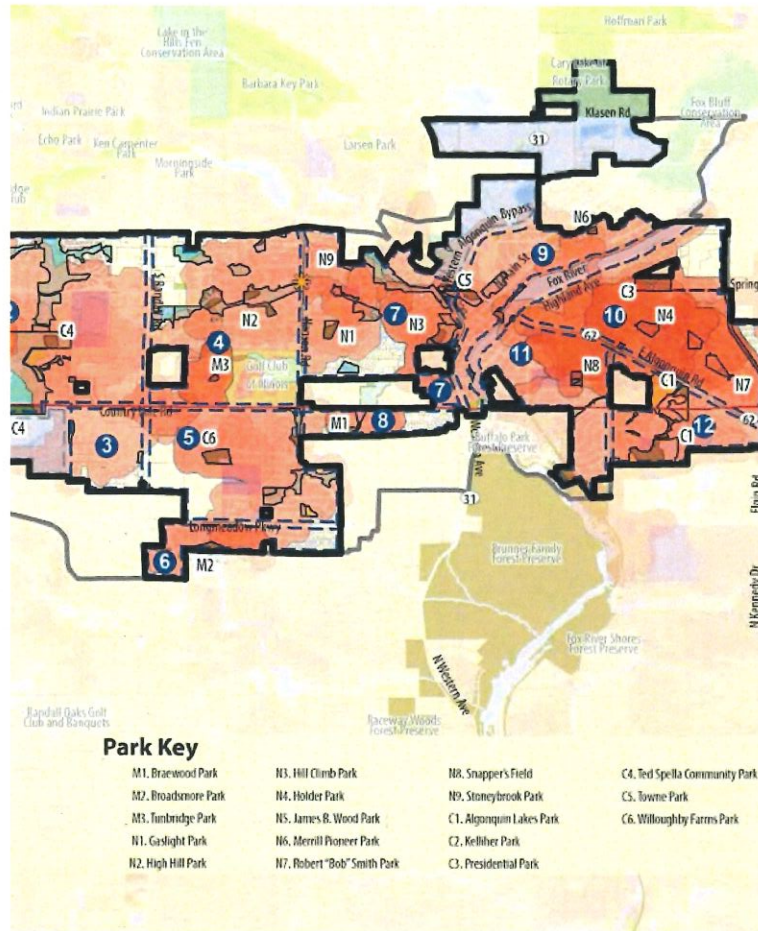 Hoffman Park
Lake in the
Hills Fen
Conservation Area
Rotary Park
Barbara Key Park
Klasen Rd
Fox Bluff
Conservation
Area
Indian Prairie Park
Echo Park
Ken Carpenter
Park
Larsen Park
31
Morningside
Park
Western Algonquin Bypass
N6
N9
9
C5
Main St.
Fox River
Highland Ave
C3
Spring
10
N4
C4
N2
N1
7
N3
4
M3
Golf Club
of Illinois
62
11
E Algonquin Rd
N8
C1
N7
7
C4
M1
8
62
3
5
C6
C1
12
Buffalo Park
Forest Preserve
31
Elgin Rd
Longmeadow Pkwy
6
M2
Brunner Family
Forest Preserve
N Kennedy Dr
Fox River Shores
Forest Preserve
N Western Ave
Randall Oaks Golf
Club and Banquets
Raceway Woods
Forest Preserve
Park Key
M1. Braewood Park
M2. Broadsmore Park
M3. Tunbridge Park
N1. Gaslight Park
N2. High Hill Park
N3. Hill Climb Park
N4. Holder Park
N5. James B. Wood Park
N6. Merrill Pioneer Park
N7. Robert "Bob" Smith Park
N8. Snapper's Field
N9. Stoneybrook Park
C1. Algonquin Lakes Park
C2. Kelliher Park
C3. Presidential Park
C4. Ted Spella Community Park
C5. Towne Park
C6. Willoughby Farms Park